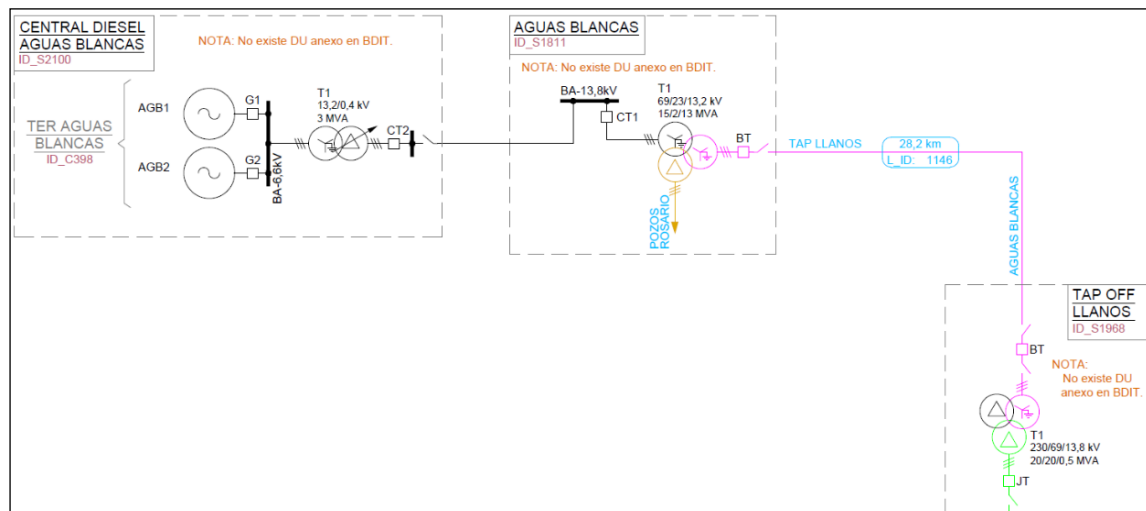 CENTRAL DIESEL
AGUAS BLANCAS
ID_S2100
NOTA: No existe DU anexo en BDIT.
TER AGUAS
BLANCAS
ID_C398
AGB1
AGB2
G1
G2
BA-6,6kV
T1
13,2/0,4 kV
3 MVA
CT2
AGUAS BLANCAS
ID_S1811
NOTA: No existe DU anexo en BDIT.
BA-13,8kV
CT1
T1
69/23/13,2 kV
15/2/13 MVA
BT
POZOS
ROSARIO
TAP LLANOS
28,2 km
L_ID: 1146
AGUAS BLANCAS
TAP OFF
LLANOS
ID_S1968
BT
NOTA:
No existe DU
anexo en BDIT.
T1
230/69/13,8 kV
20/20/0,5 MVA
JT